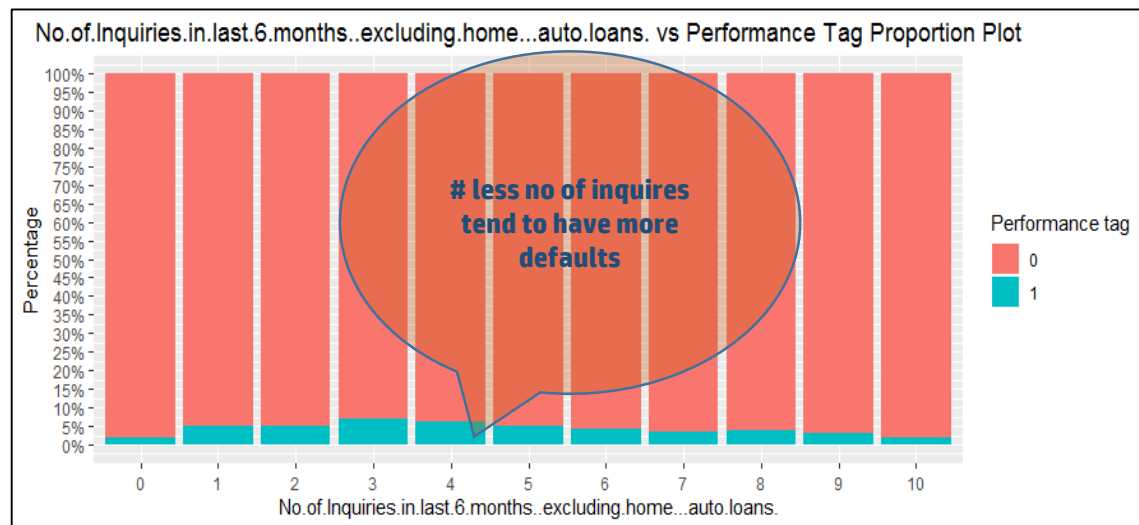 No.of.Inquiries.in.last.6.months..excluding.home...auto.loans. vs Performance Tag Proportion Plot
100%
95%
90%
85%
80%
75%
70%
65%
60%
55%
50%
45%
40%
35%
30%
25%
20%
15%
10%
5%
0%
Percentage
# less no of inquires
tend to have more
defaults
Performance tag
0
1
0 1 2 3 4 5 6 7 8 9 10
No.of.Inquiries.in.last.6.months..excluding.home...auto.loans.